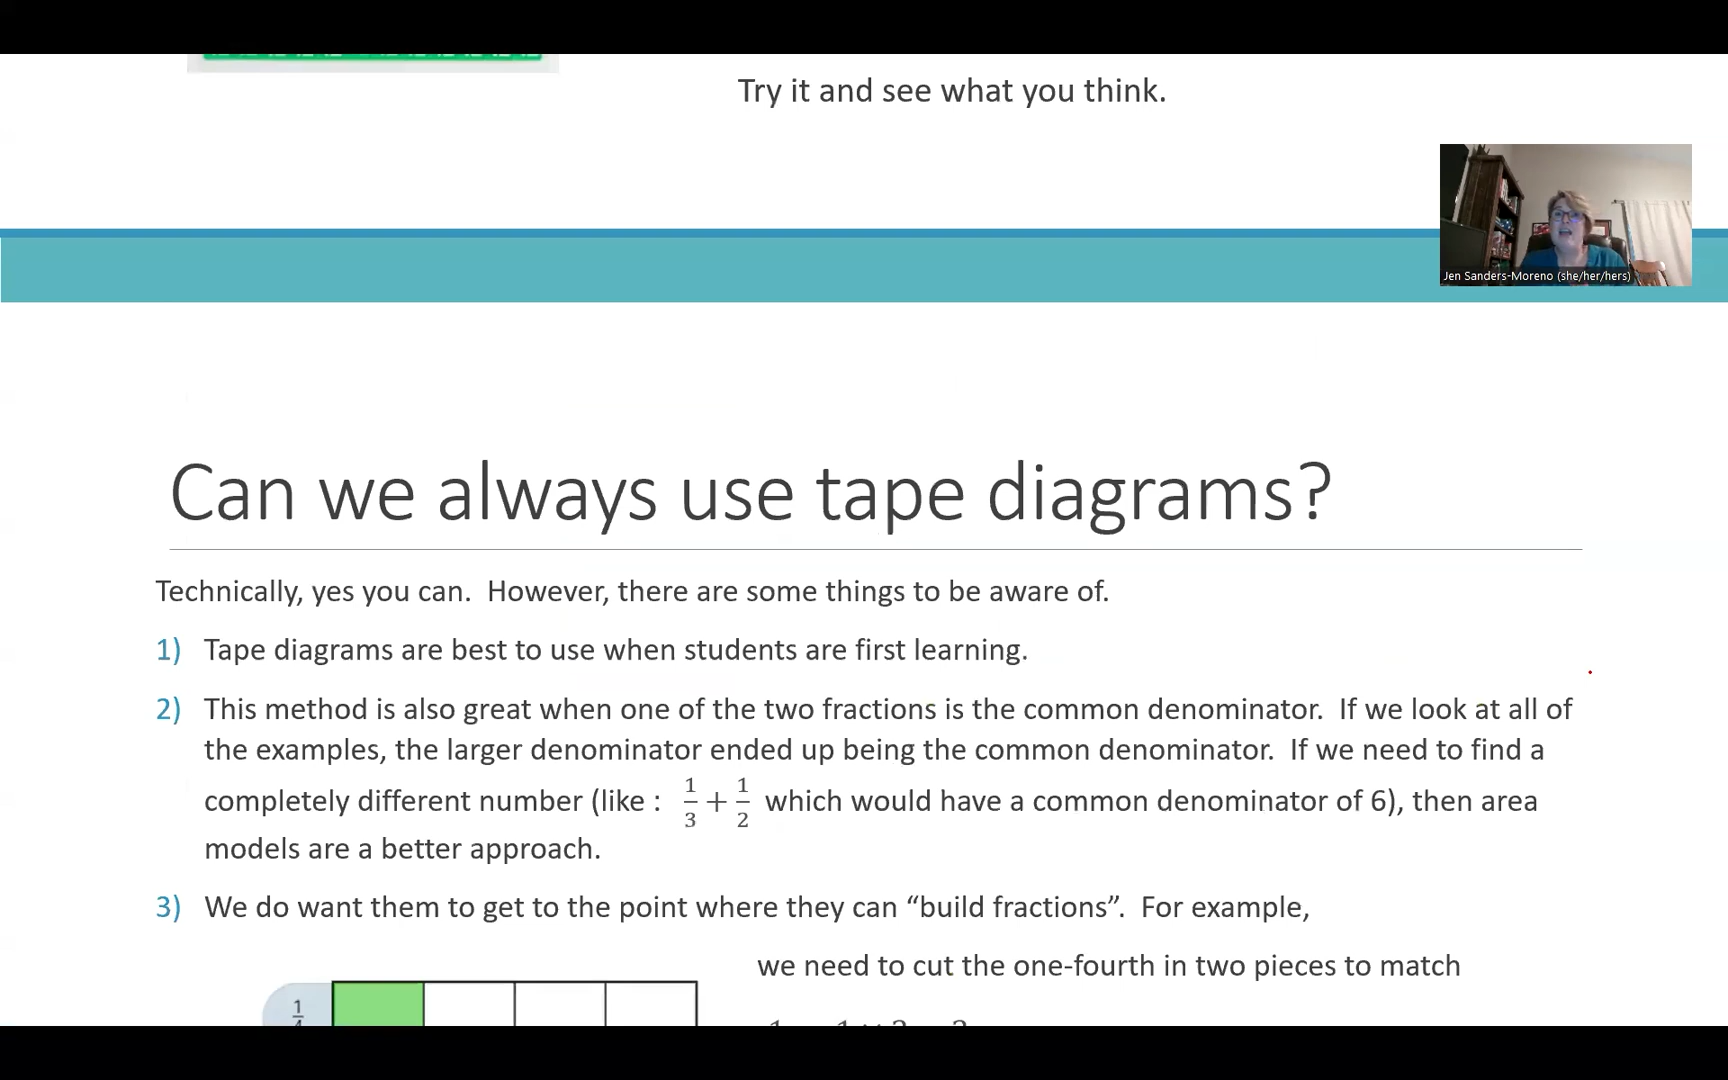 Try it and see what you think.
Jen Sanders-Moreno (she/her/hers)
Can we always use tape diagrams?
Technically, yes you can. However, there are some things to be aware of.
1) Tape diagrams are best to use when students are first learning.
2) This method is also great when one of the two fractions is the common denominator. If we look at all of
the examples, the larger denominator ended up being the common denominator. If we need to find a
completely different number (like : 1/3 + 1/2 which would have a common denominator of 6), then area
models are a better approach.
3) We do want them to get to the point where they can “build fractions”. For example,
we need to cut the one-fourth in two pieces to match